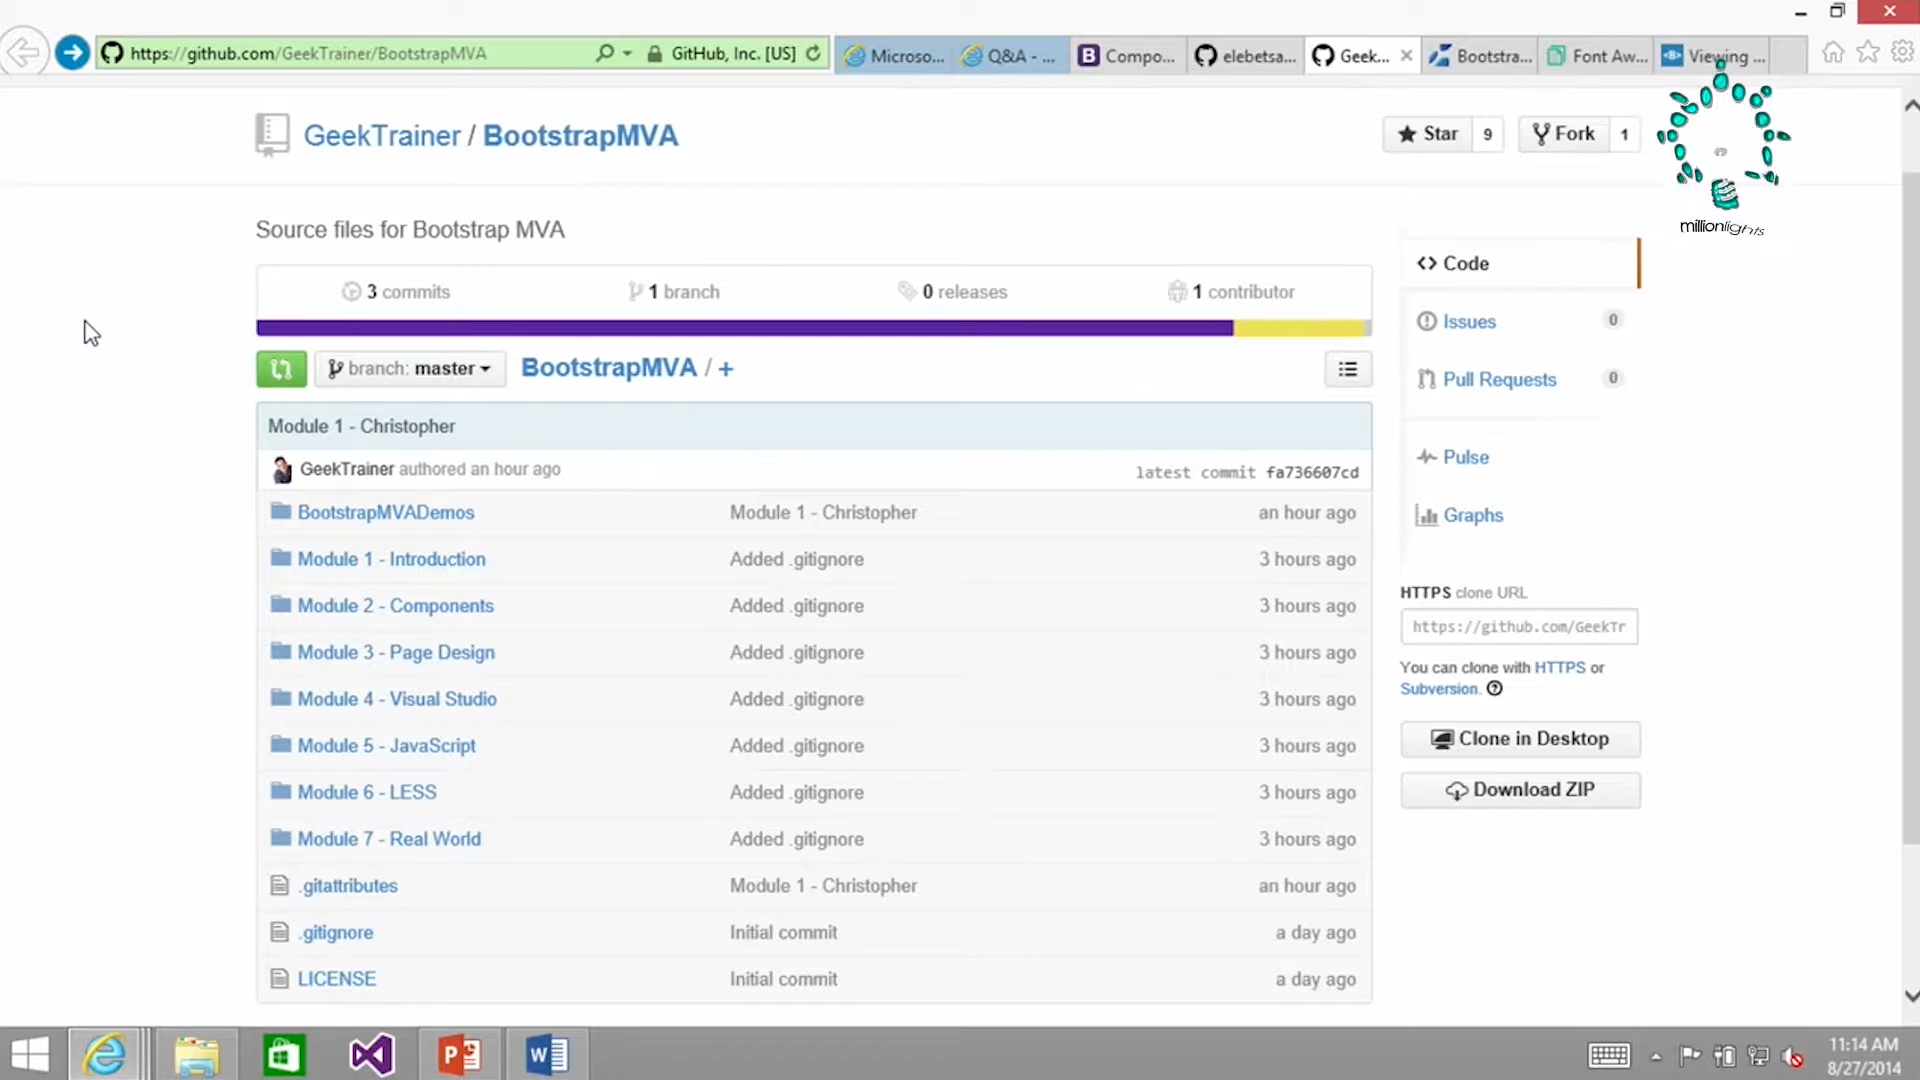 https://github.com/GeekTrainer/BootstrapMVA
GitHub, Inc. [US]
Microso...
Q&A - ...
Compo...
elebetsa...
Geek...
Bootstra...
Font Aw...
Viewing ...
millionlights
GeekTrainer / BootstrapMVA
Star 9
Fork 1
Source files for Bootstrap MVA
3 commits
1 branch
0 releases
1 contributor
branch: master
BootstrapMVA / +
Module 1 - Christopher
GeekTrainer authored an hour ago
latest commit fa736607cd
BootstrapMVADemos Module 1 - Christopher an hour ago
Module 1 - Introduction Added .gitignore 3 hours ago
Module 2 - Components Added .gitignore 3 hours ago
Module 3 - Page Design Added .gitignore 3 hours ago
Module 4 - Visual Studio Added .gitignore 3 hours ago
Module 5 - JavaScript Added .gitignore 3 hours ago
Module 6 - LESS Added .gitignore 3 hours ago
Module 7 - Real World Added .gitignore 3 hours ago
.gitattributes Module 1 - Christopher an hour ago
.gitignore Initial commit a day ago
LICENSE Initial commit a day ago
Code
Issues 0
Pull Requests 0
Pulse
Graphs
HTTPS clone URL
https://github.com/GeekTr
You can clone with HTTPS or
Subversion.
Clone in Desktop
Download ZIP
11:14 AM
8/27/2014